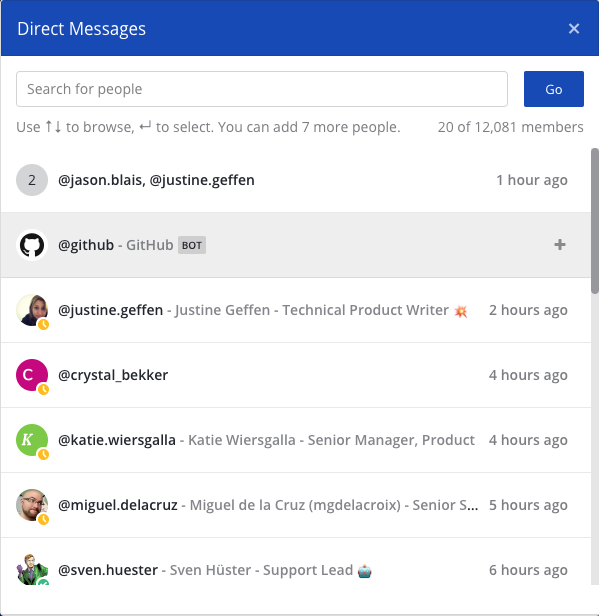 Direct Messages ×
Search for people
Go
Use ↑↓ to browse, ↵ to select. You can add 7 more people. 20 of 12,081 members
2 @jason.blais, @justine.geffen 1 hour ago
@github - GitHub BOT +
@justine.geffen - Justine Geffen - Technical Product Writer 💥 2 hours ago
C @crystal_bekker 4 hours ago
K @katie.wiersgalla - Katie Wiersgalla - Senior Manager, Product 4 hours ago
@miguel.delacruz - Miguel de la Cruz (mgdelacroix) - Senior S... 5 hours ago
@sven.huester - Sven Hüster - Support Lead 🤖 6 hours ago